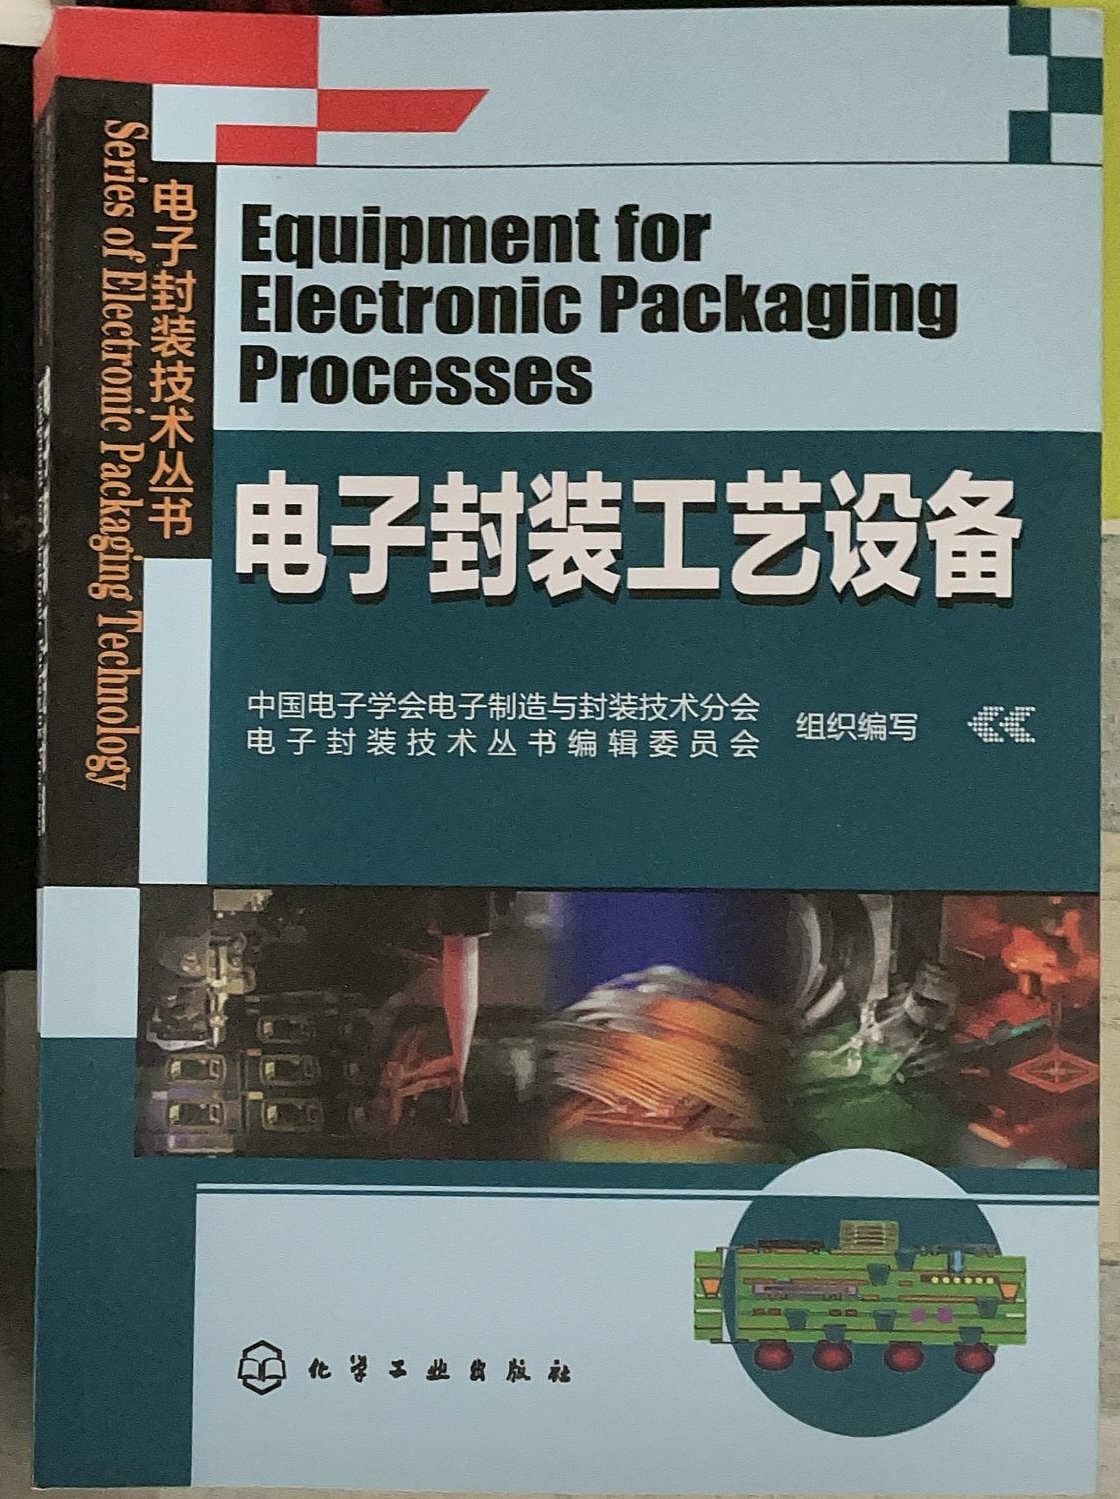 电子封装技术丛书
Series of Electronic Packaging Technology
Equipment for
Electronic Packaging
Processes
电子封装工艺设备
中国电子学会电子制造与封装技术分会
电子封装技术丛书编辑委员会
组织编写
化学工业出版社